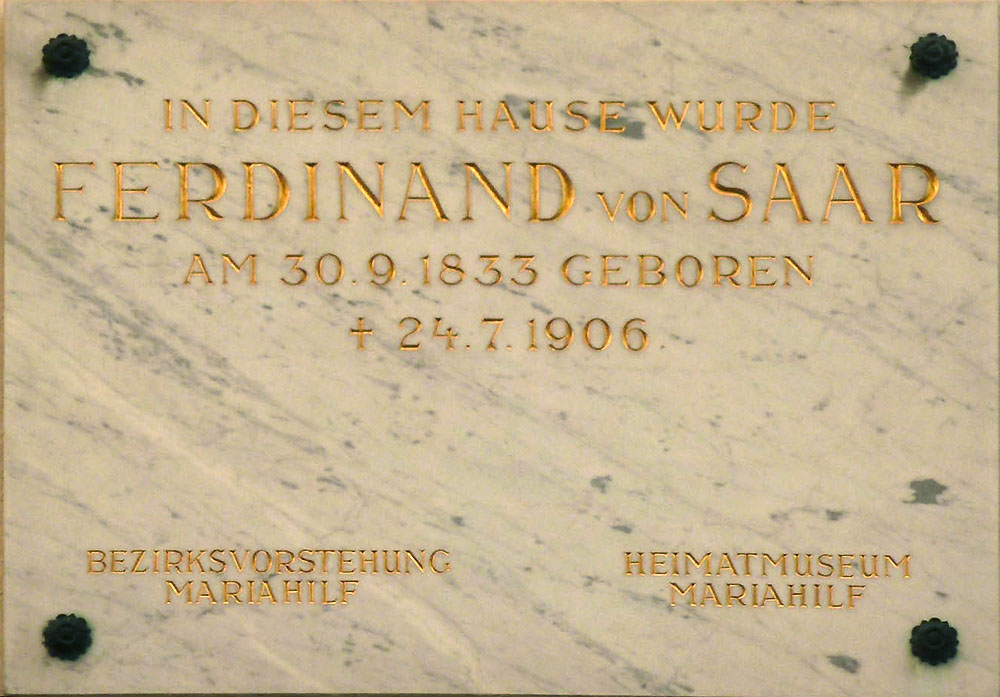 IN DIESEM HAUSE WURDE
FERDINAND VON SAAR
AM 30.9.1833 GEBOREN
† 24.7.1906.
BEZIRKSVORSTEHUNG
MARIAHILF
HEIMATMUSEUM
MARIAHILF